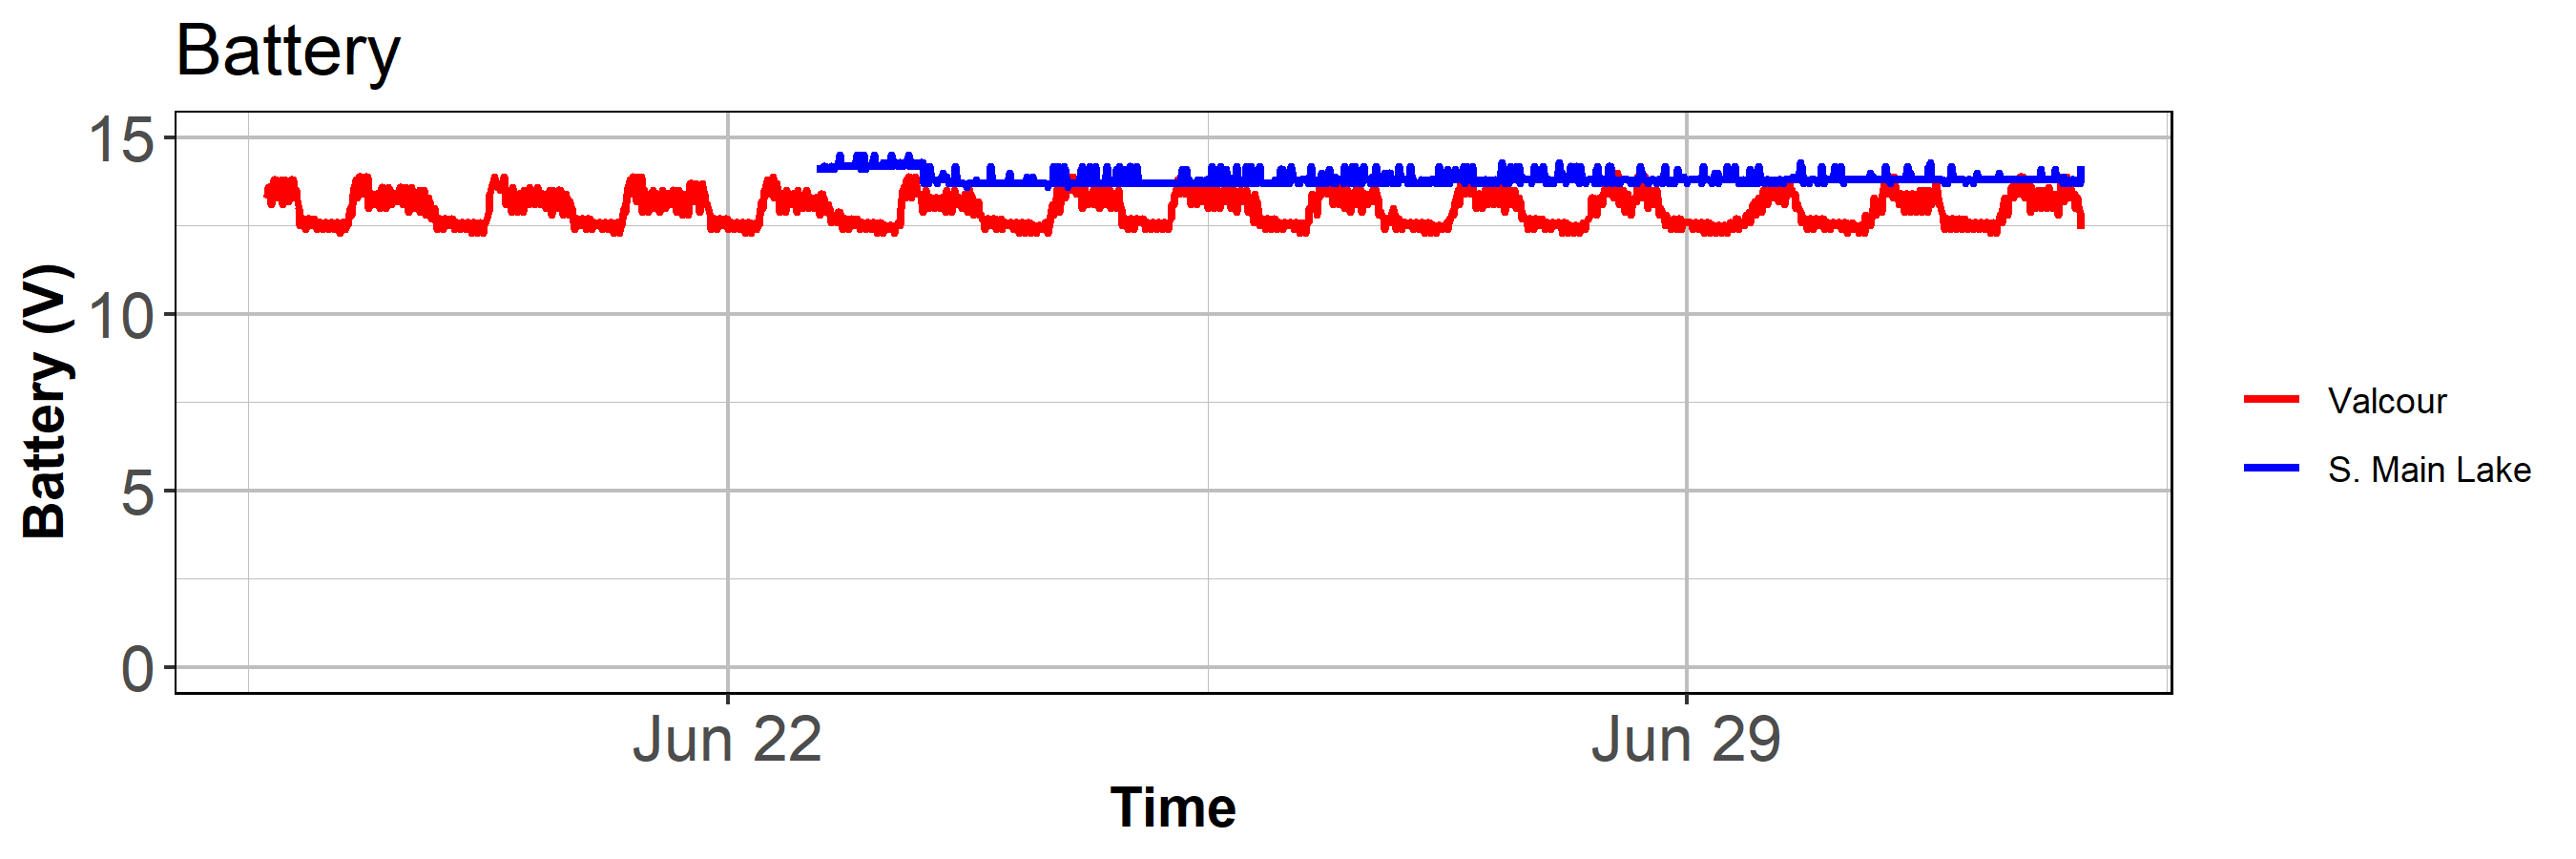 Battery
15
10
5
0
Battery (V)
Jun 22
Jun 29
Time
Valcour
S. Main Lake